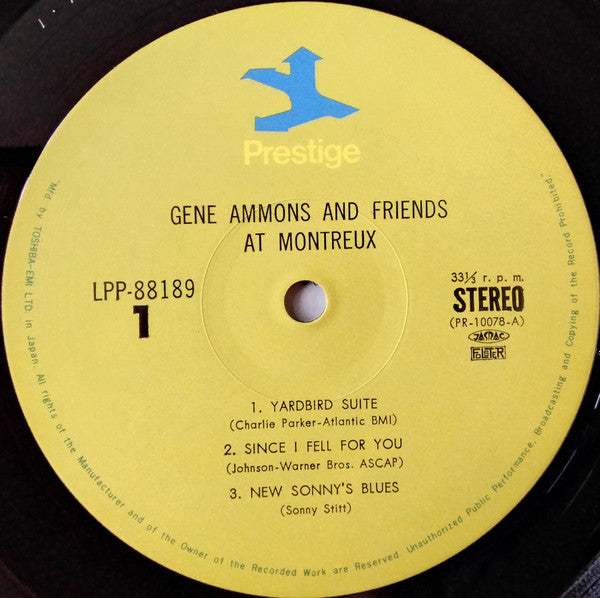 Prestige
GENE AMMONS AND FRIENDS
AT MONTREUX
LPP-88189
1
33⅓ r. p. m.
STEREO
(PR-10078-A)
JASRAC
FOLSTER
1. YARDBIRD SUITE
(Charlie Parker-Atlantic BMI)
2. SINCE I FELL FOR YOU
(Johnson-Warner Bros. ASCAP)
3. NEW SONNY'S BLUES
(Sonny Stitt)
"Mfd by TOSHIBA-EMI LTD. in Japan. All rights of the Manufacturer and of the Owner of the Recorded Work are Reserved. Unauthorized Public Performance, Broadcasting and Copying of the Record Prohibited."